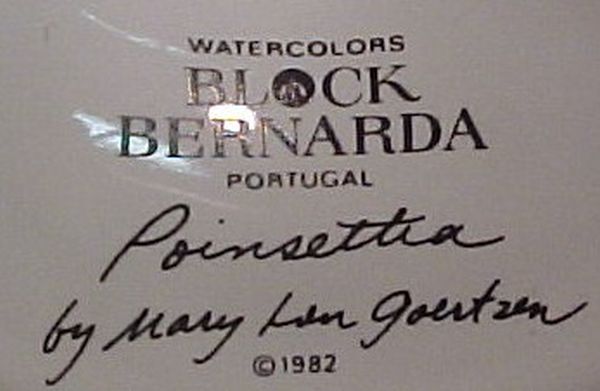 WATERCOLORS
BLOCK
BERNARDA
PORTUGAL
Poinsettia
by Mary Lou Goertzen
©1982